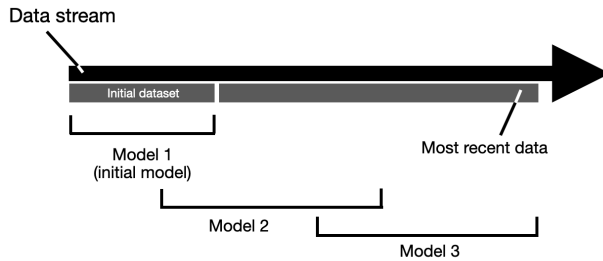 Data stream
Initial dataset
Most recent data
Model 1
(initial model)
Model 2
Model 3